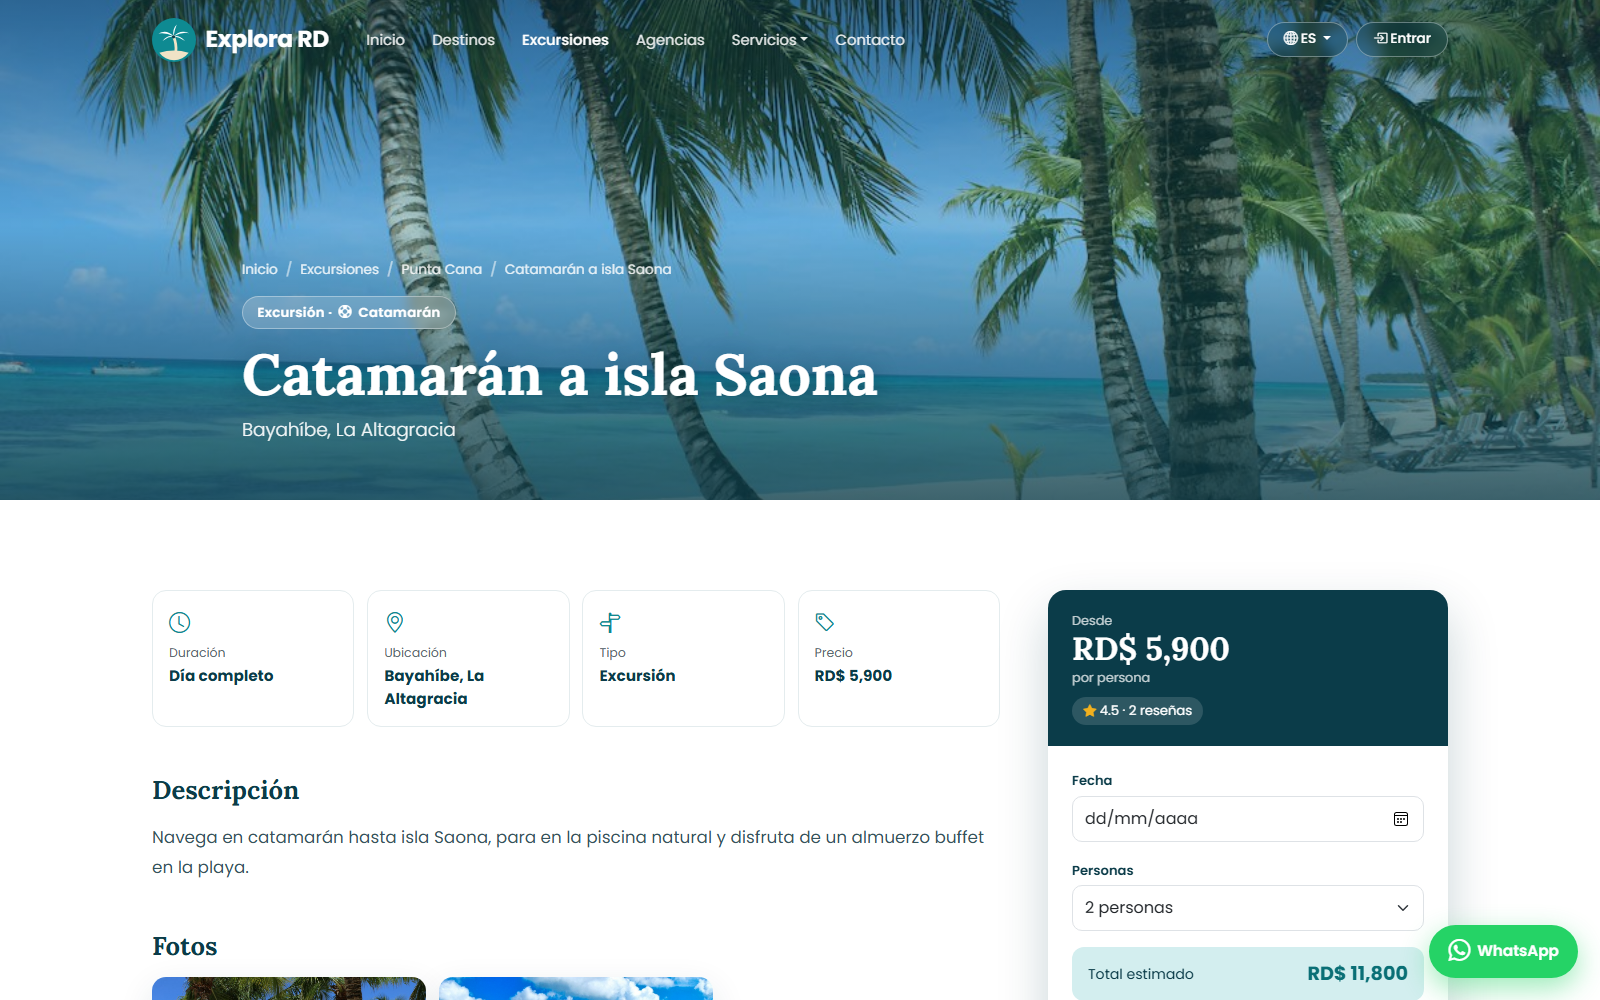 Explora RD
Inicio
Destinos
Excursiones
Agencias
Servicios
Contacto
ES
Entrar
Inicio / Excursiones / Punta Cana / Catamarán a isla Saona
Excursión · Catamarán
Catamarán a isla Saona
Bayahíbe, La Altagracia
Duración
Día completo
Ubicación
Bayahíbe, La
Altagracia
Tipo
Excursión
Precio
RD$ 5,900
Descripción
Navega en catamarán hasta isla Saona, para en la piscina natural y disfruta de un almuerzo buffet
en la playa.
Fotos
Desde
RD$ 5,900
por persona
4.5 · 2 reseñas
Fecha
dd/mm/aaaa
Personas
2 personas
Total estimado
RD$ 11,800
WhatsApp